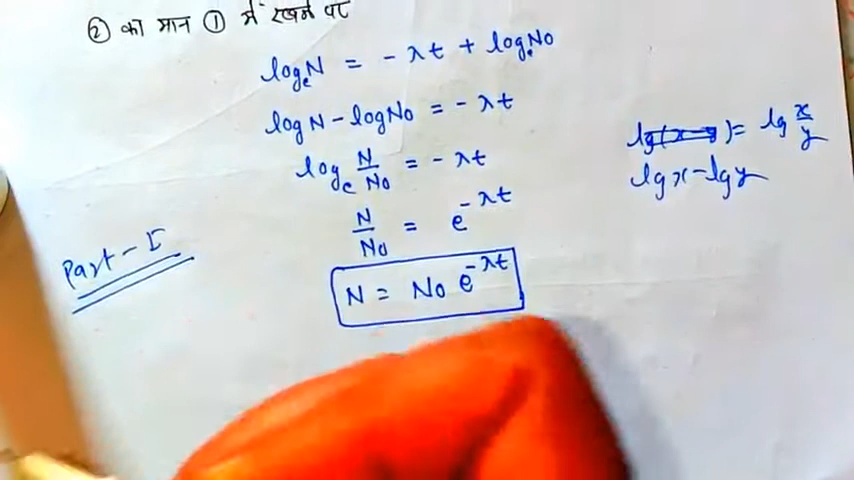 ② का मान ① में रखने पर
logₑN = - λt + logₑN₀
log N - log N₀ = - λt
logₑ N/N₀ = - λt
N/N₀ = e^-λt
N = N₀ e^-λt
Part - I
) = lg x/y
lg x - lg y